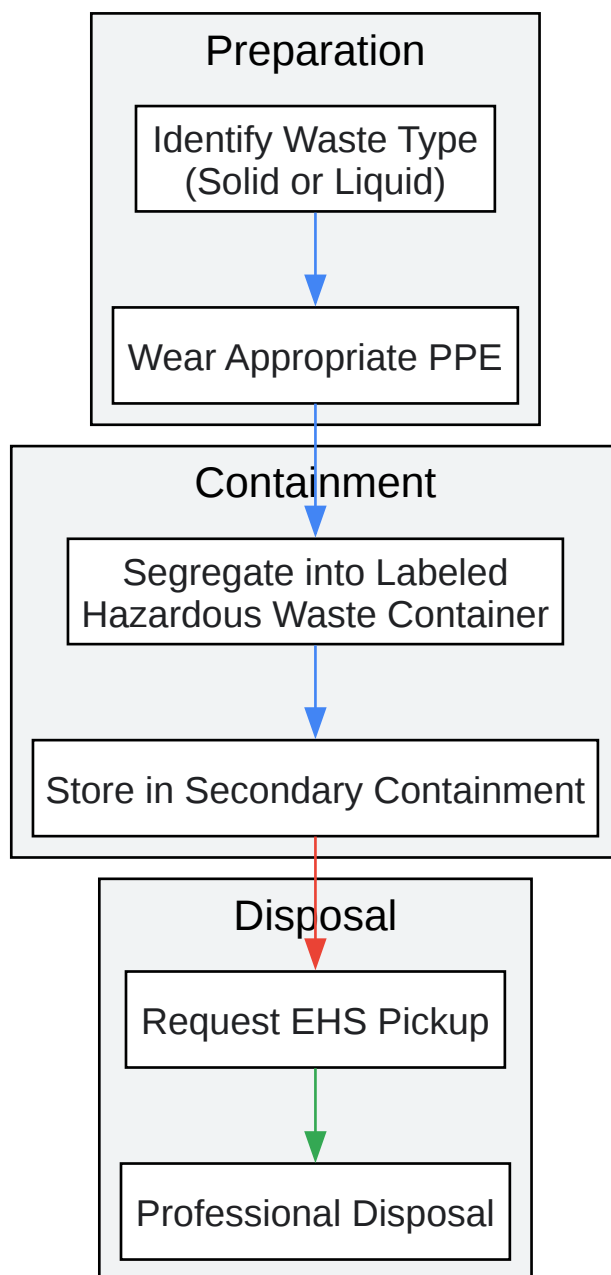 Preparation
Identify Waste Type
(Solid or Liquid)
Wear Appropriate PPE
Containment
Segregate into Labeled
Hazardous Waste Container
Store in Secondary Containment
Disposal
Request EHS Pickup
Professional Disposal